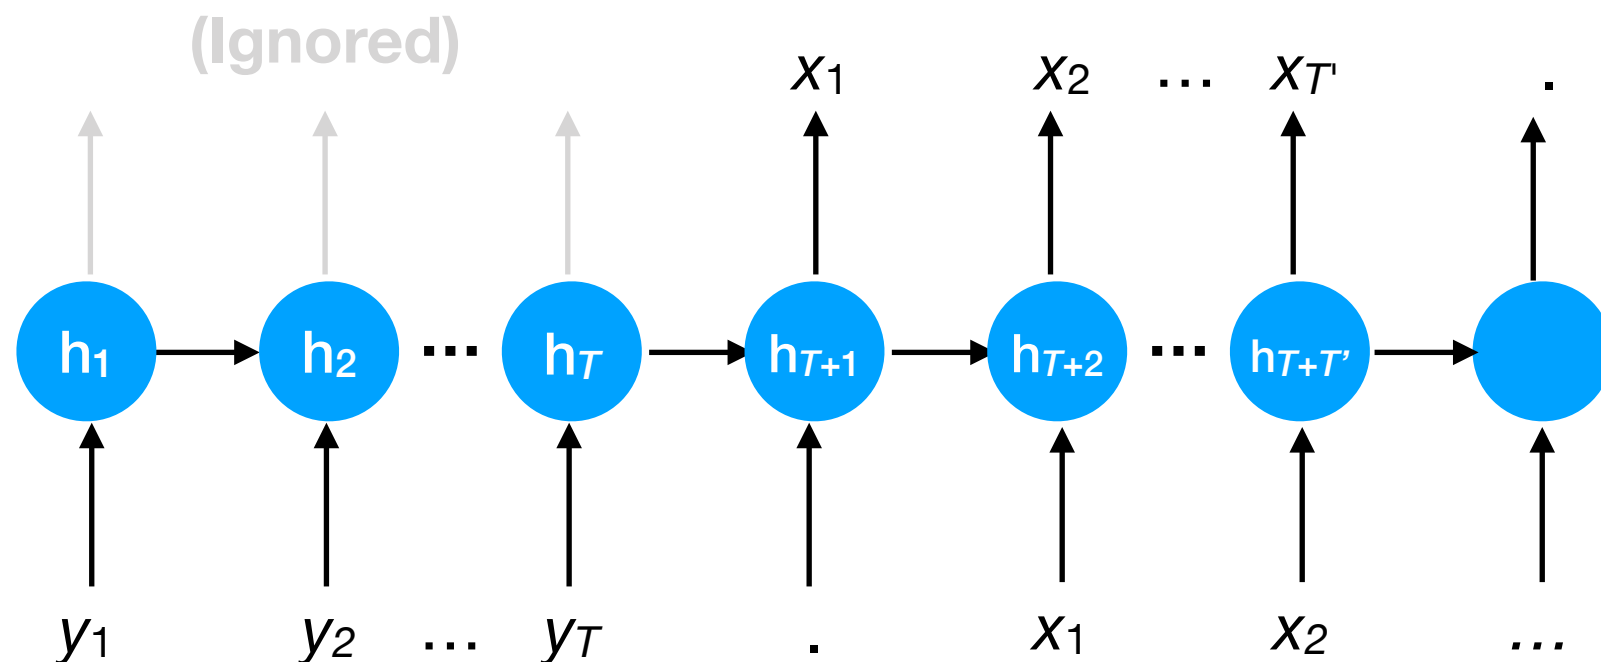 (Ignored)
x1 x2 ... xT' .
h1 h2 ... hT hT+1 hT+2 ... hT+T’
y1 y2 ... yT . x1 x2 ...